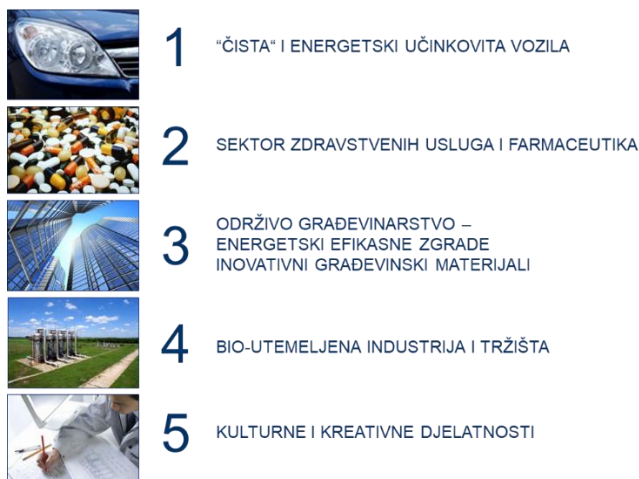 1 “ČISTA“ I ENERGETSKI UČINKOVITA VOZILA
2 SEKTOR ZDRAVSTVENIH USLUGA I FARMACEUTIKA
3 ODRŽIVO GRAĐEVINARSTVO –
ENERGETSKI EFIKASNE ZGRADE
INOVATIVNI GRAĐEVINSKI MATERIJALI
4 BIO-UTEMELJENA INDUSTRIJA I TRŽIŠTA
5 KULTURNE I KREATIVNE DJELATNOSTI